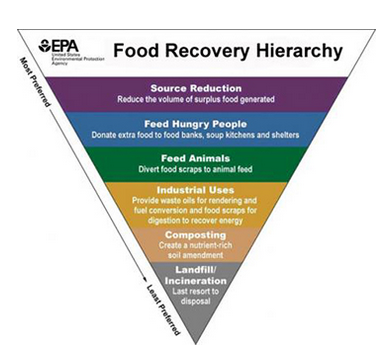 EPA
United States
Environmental Protection
Agency
Food Recovery Hierarchy
Most Preferred
Source Reduction
Reduce the volume of surplus food generated
Feed Hungry People
Donate extra food to food banks, soup kitchens and shelters
Feed Animals
Divert food scraps to animal feed
Industrial Uses
Provide waste oils for rendering and
fuel conversion and food scraps for
digestion to recover energy
Composting
Create a nutrient-rich
soil amendment
Landfill/
Incineration
Last resort to
disposal
Least Preferred